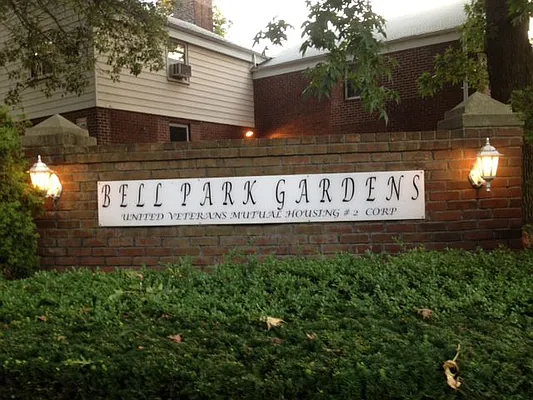 BELL PARK GARDENS
UNITED VETERANS MUTUAL HOUSING # 2 CORP